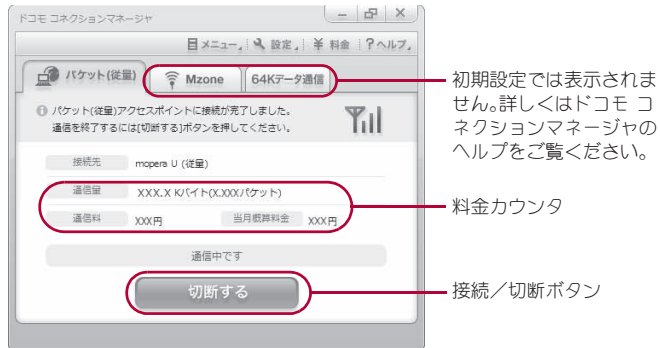 ドコモ コネクションマネージャ
メニュー 設定 ¥ 料金 ?ヘルプ
パケット(従量) Mzone 64Kデータ通信
パケット(従量)アクセスポイントに接続が完了しました。
通信を終了するには[切断する]ボタンを押してください。
接続先 mopera U (従量)
通信量 XXX.X Kバイト(X.XXXパケット)
通信料 XXX円 当月概算料金 XXX円
通信中です
切断する
初期設定では表示されま
せん。詳しくはドコモ コ
ネクションマネージャの
ヘルプをご覧ください。
料金カウンタ
接続／切断ボタン